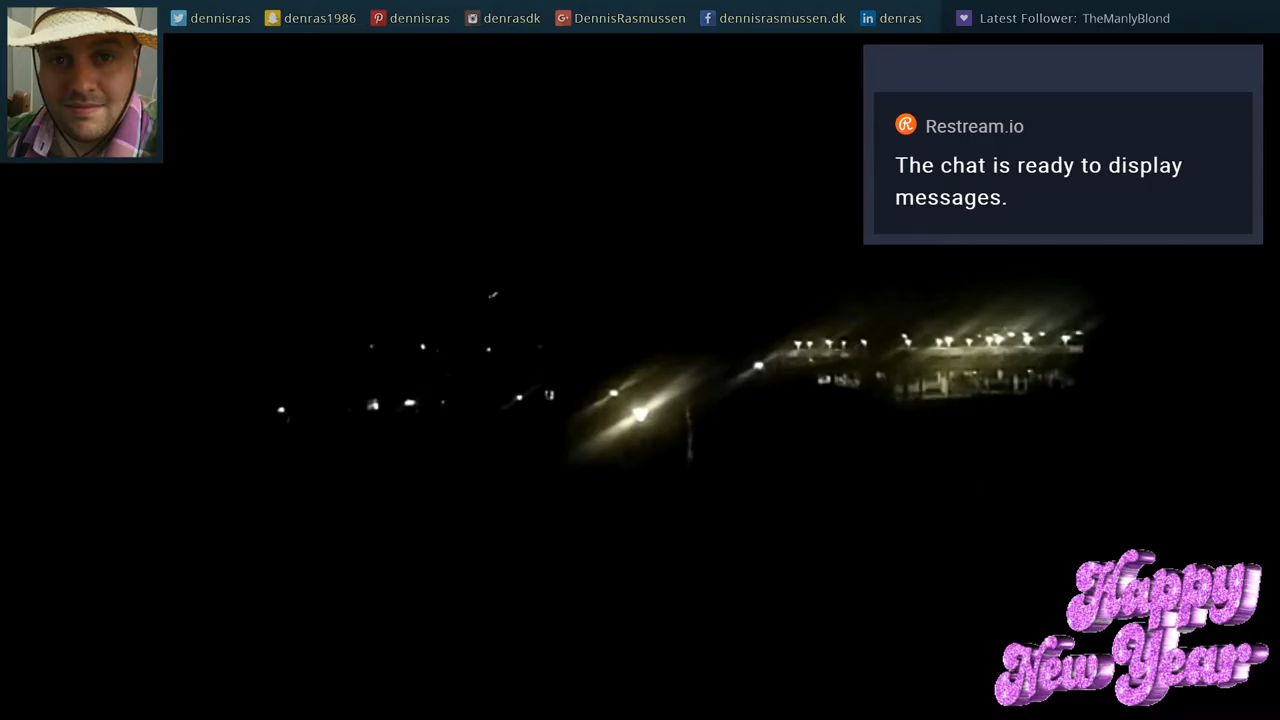 dennisras
denras1986
dennisras
denrasdk
DennisRasmussen
dennisrasmussen.dk
denras
Latest Follower: TheManlyBlond
Restream.io
The chat is ready to display
messages.
Happy
New Year